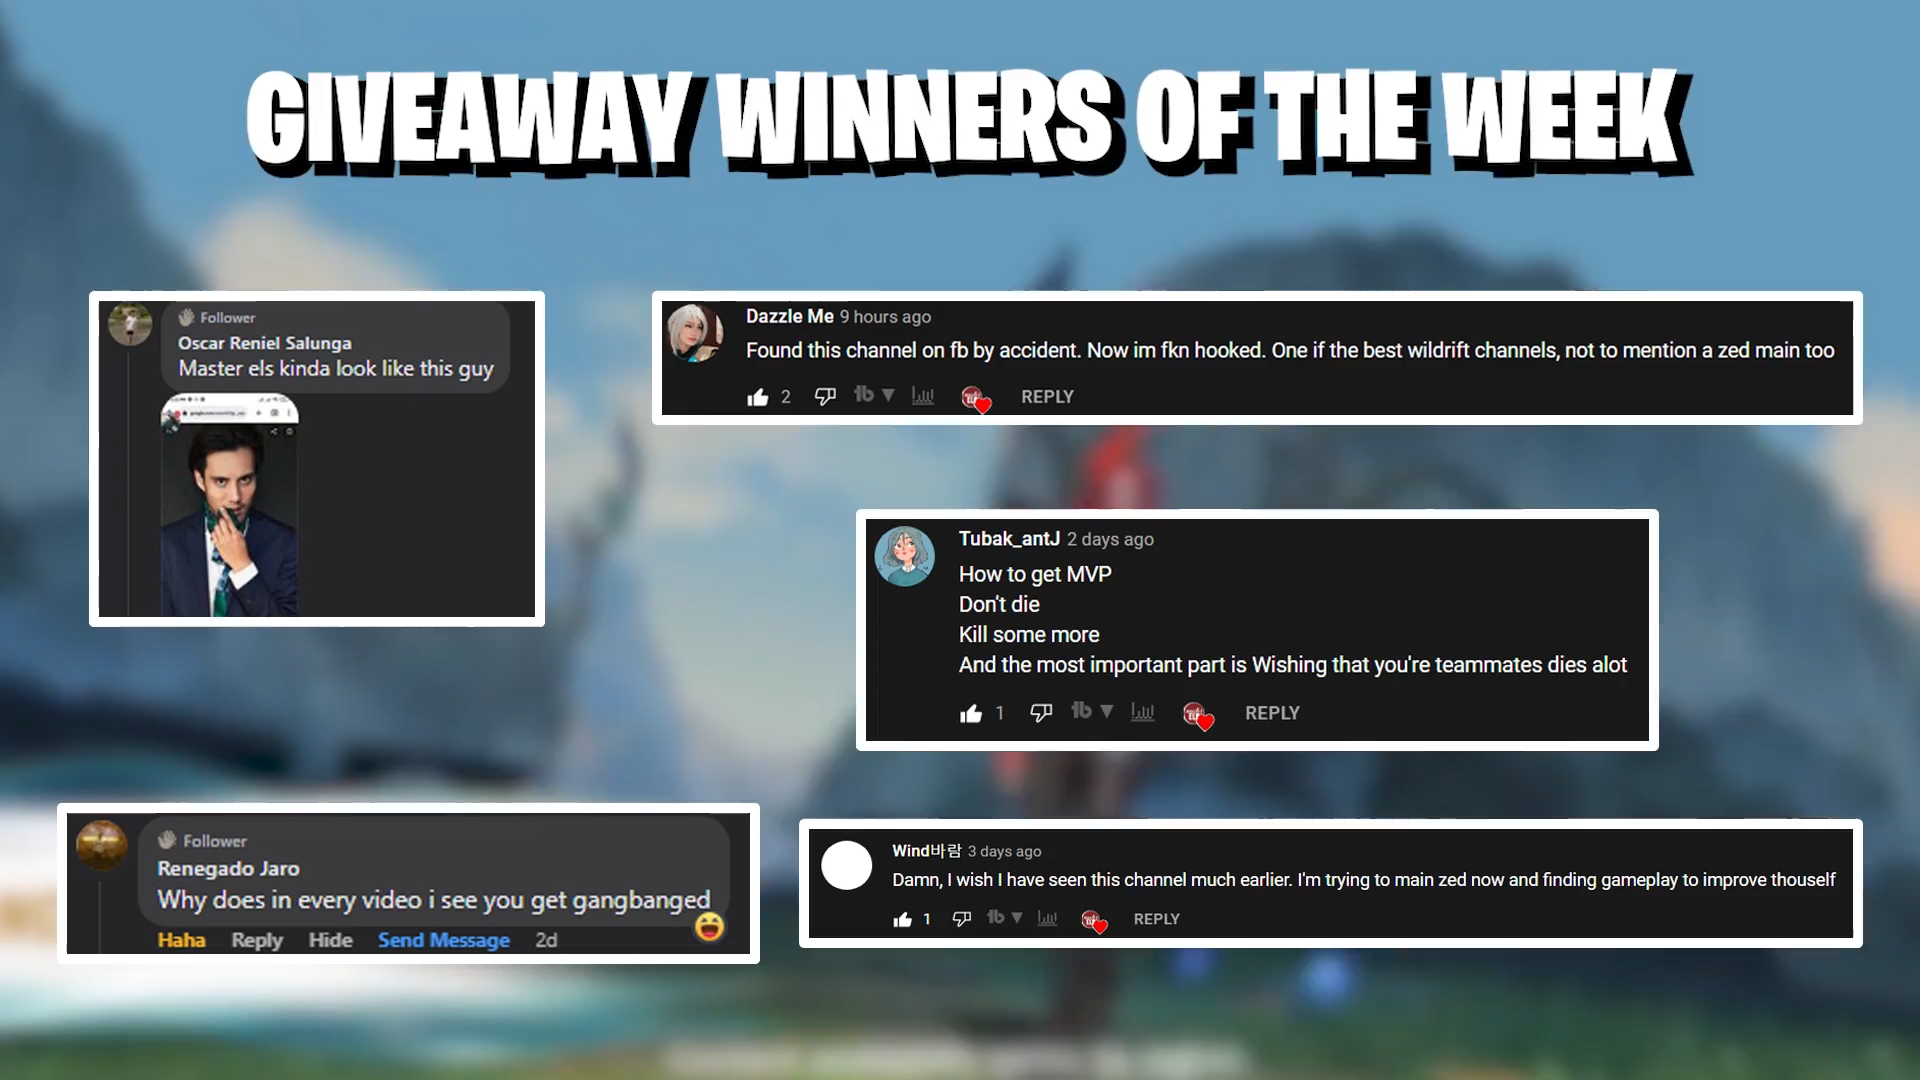 GIVEAWAY WINNERS OF THE WEEK
Follower
Oscar Reniel Salunga
Master els kinda look like this guy
Dazzle Me 9 hours ago
Found this channel on fb by accident. Now im fkn hooked. One if the best wildrift channels, not to mention a zed main too
2 REPLY
Tubak_antJ 2 days ago
How to get MVP
Don't die
Kill some more
And the most important part is Wishing that you're teammates dies alot
1 REPLY
Follower
Renegado Jaro
Why does in every video i see you get gangbanged
Haha Reply Hide Send Message 2d
Wind바람 3 days ago
Damn, I wish I have seen this channel much earlier. I'm trying to main zed now and finding gameplay to improve thouself
1 REPLY